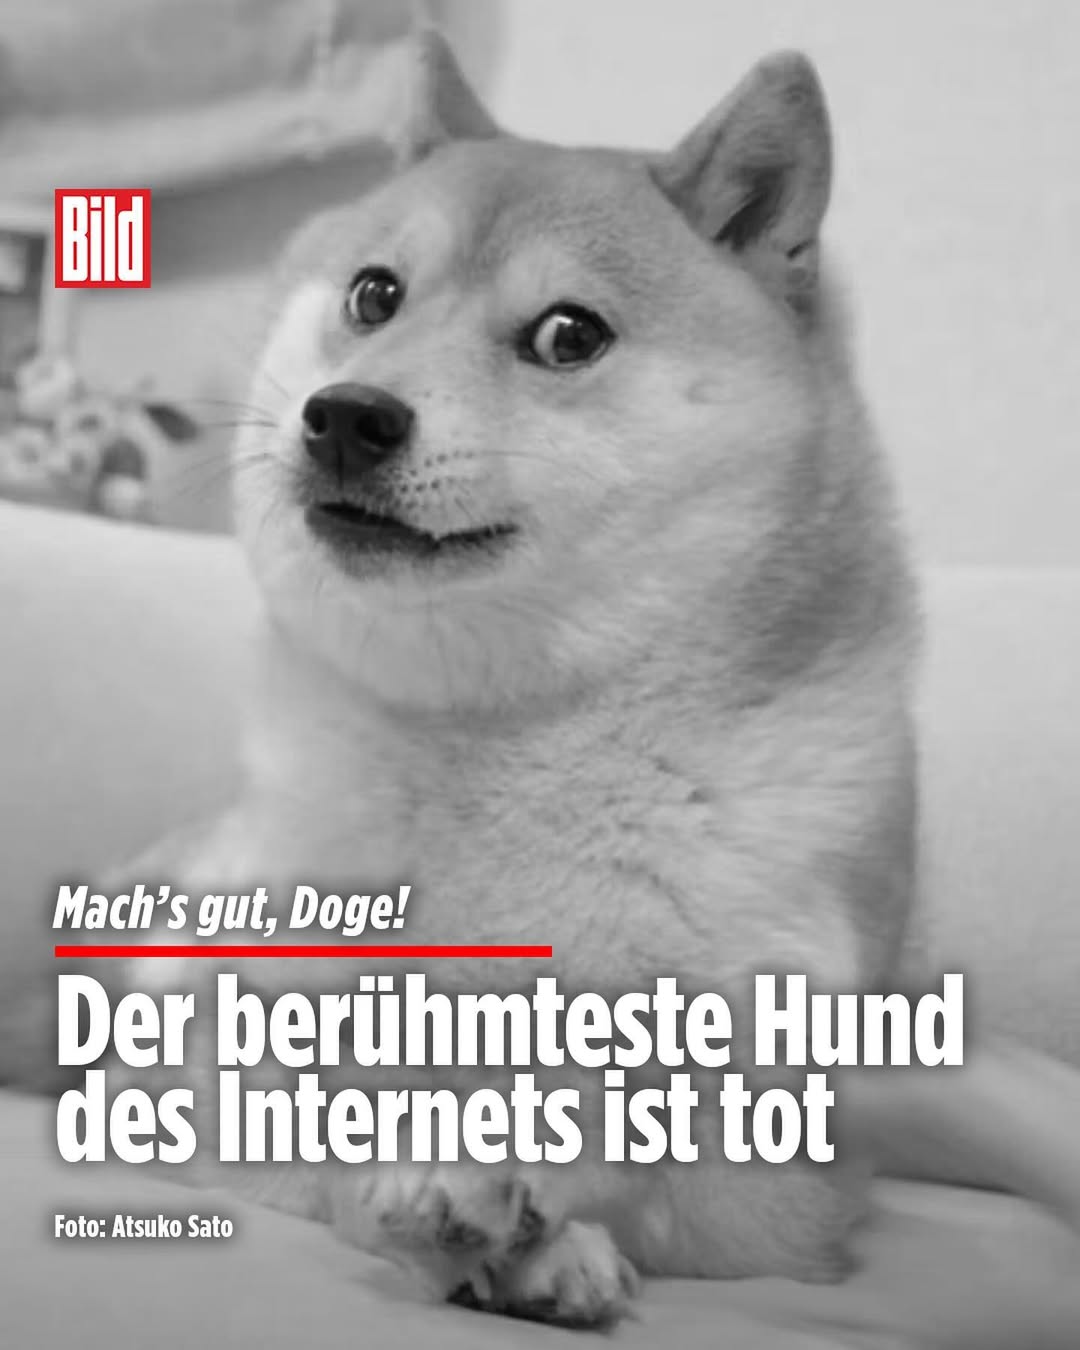 Bild
Mach's gut, Doge!
Der berühmteste Hund
des Internets ist tot
Foto: Atsuko Sato